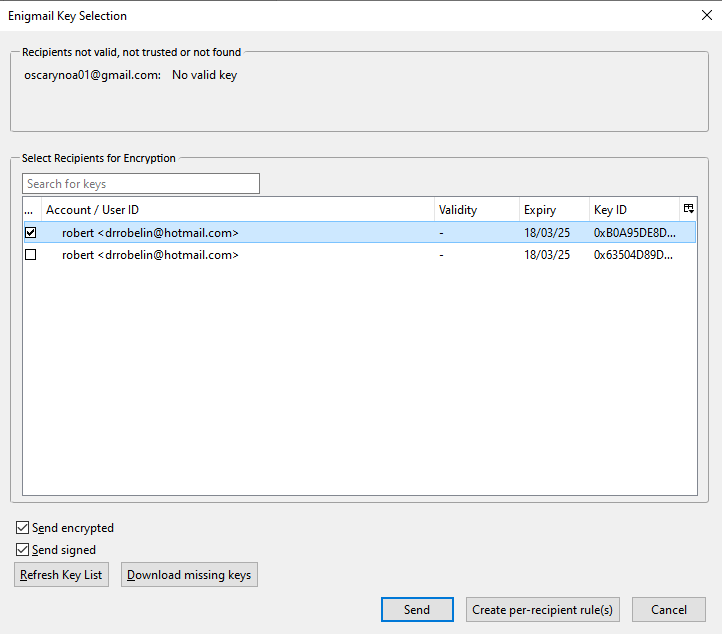 Enigmail Key Selection
Recipients not valid, not trusted or not found
oscarynoa01@gmail.com: No valid key
Select Recipients for Encryption
Search for keys
... Account / User ID Validity Expiry Key ID
robert <drrobelin@hotmail.com> - 18/03/25 0xB0A95DE8D...
robert <drrobelin@hotmail.com> - 18/03/25 0x63504D89D...
Send encrypted
Send signed
Refresh Key List Download missing keys
Send Create per-recipient rule(s) Cancel